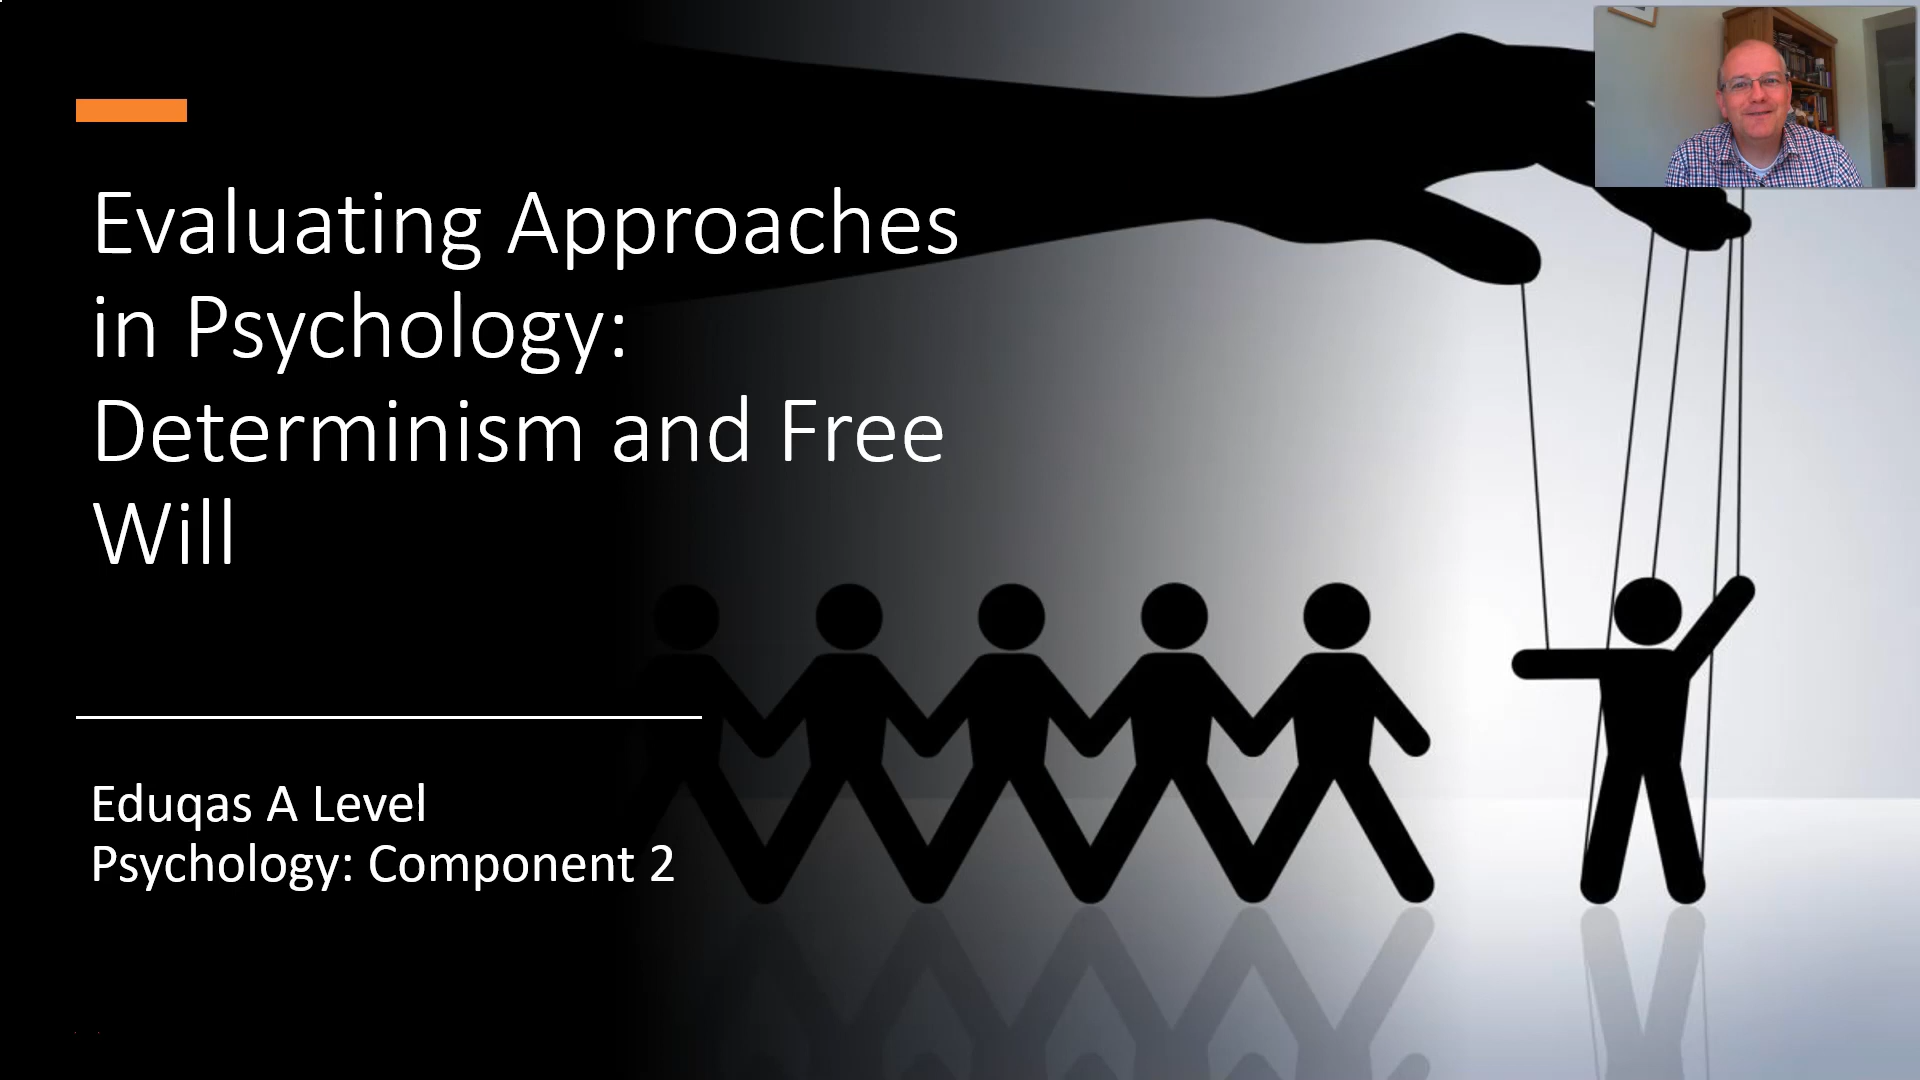 Evaluating Approaches
in Psychology:
Determinism and Free
Will
Eduqas A Level
Psychology: Component 2